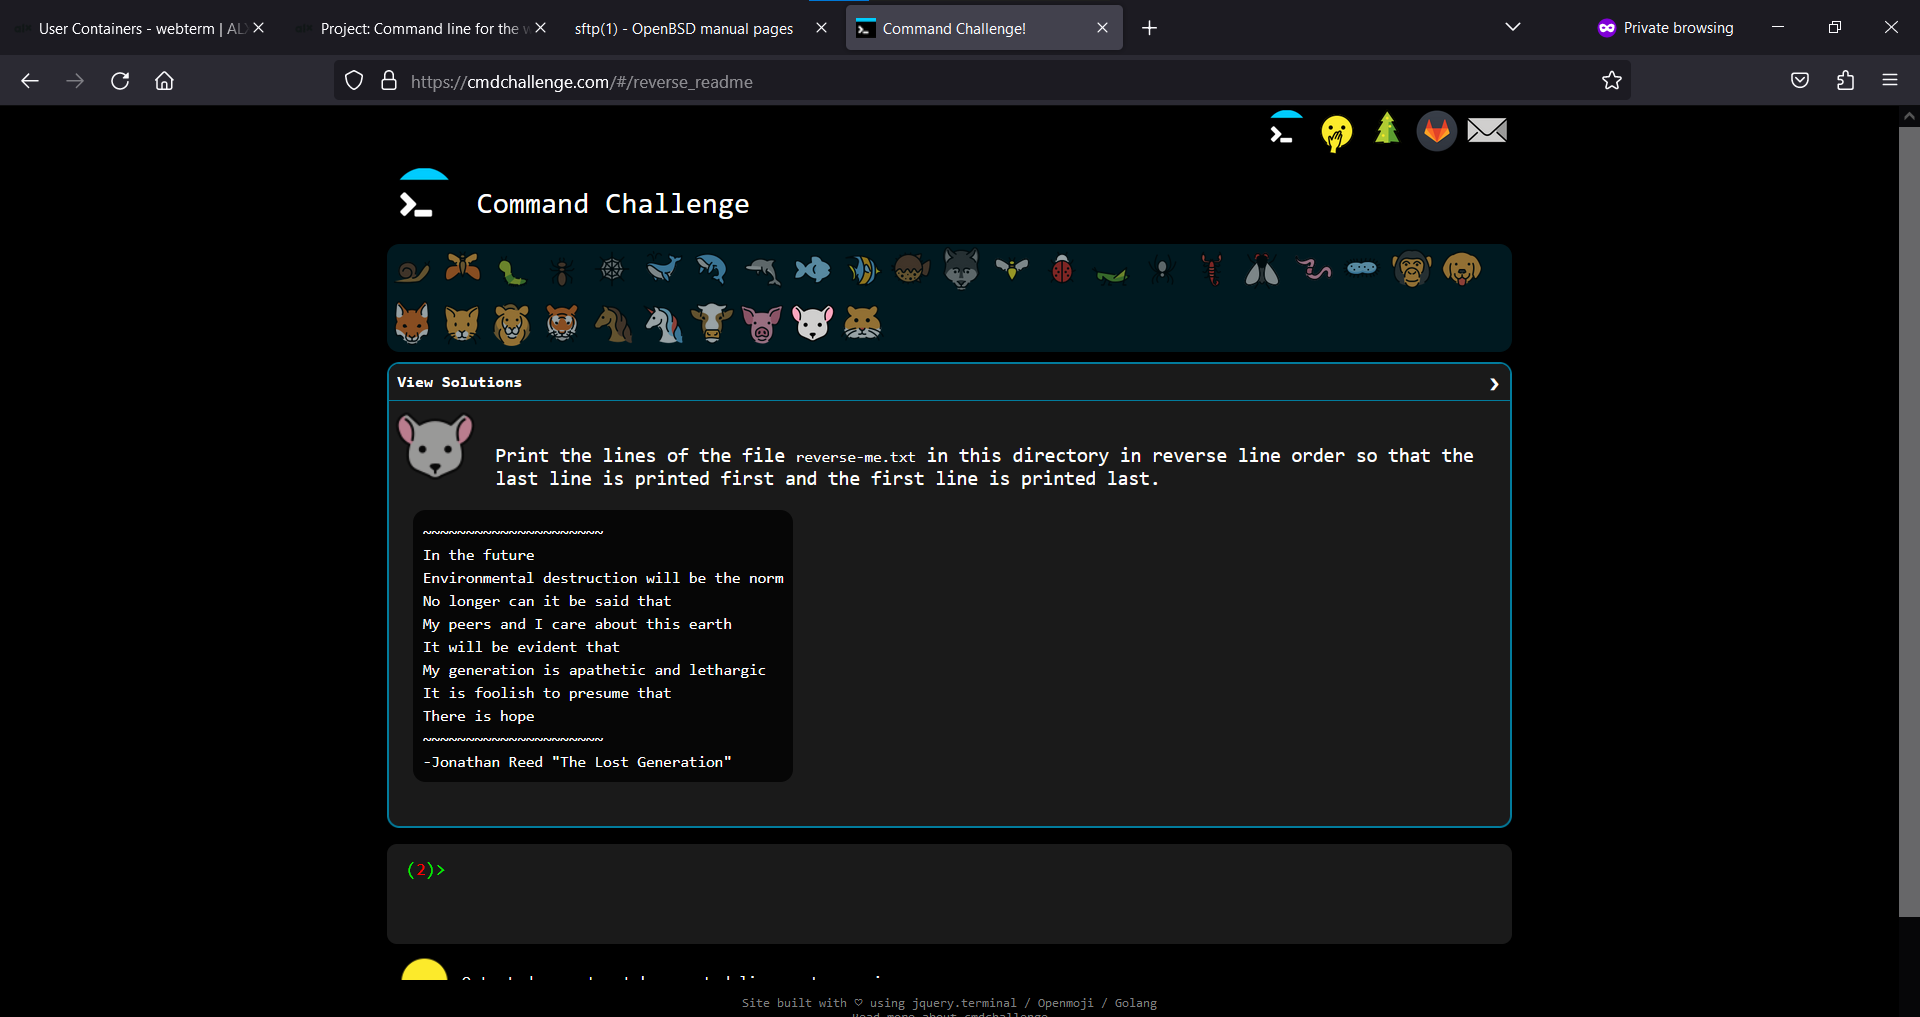 User Containers - webterm | AL
Project: Command line for the w
sftp(1) - OpenBSD manual pages
Command Challenge!
Private browsing
https://cmdchallenge.com/#/reverse_readme
Command Challenge
View Solutions
Print the lines of the file reverse-me.txt in this directory in reverse line order so that the
last line is printed first and the first line is printed last.
~~~~~~~~~~~~~~~~~~~~~
In the future
Environmental destruction will be the norm
No longer can it be said that
My peers and I care about this earth
It will be evident that
My generation is apathetic and lethargic
It is foolish to presume that
There is hope
~~~~~~~~~~~~~~~~~~~~~
-Jonathan Reed "The Lost Generation"
(2)>
Site built with ♡ using jquery.terminal / Openmoji / Golang
Read more about cmdchallenge